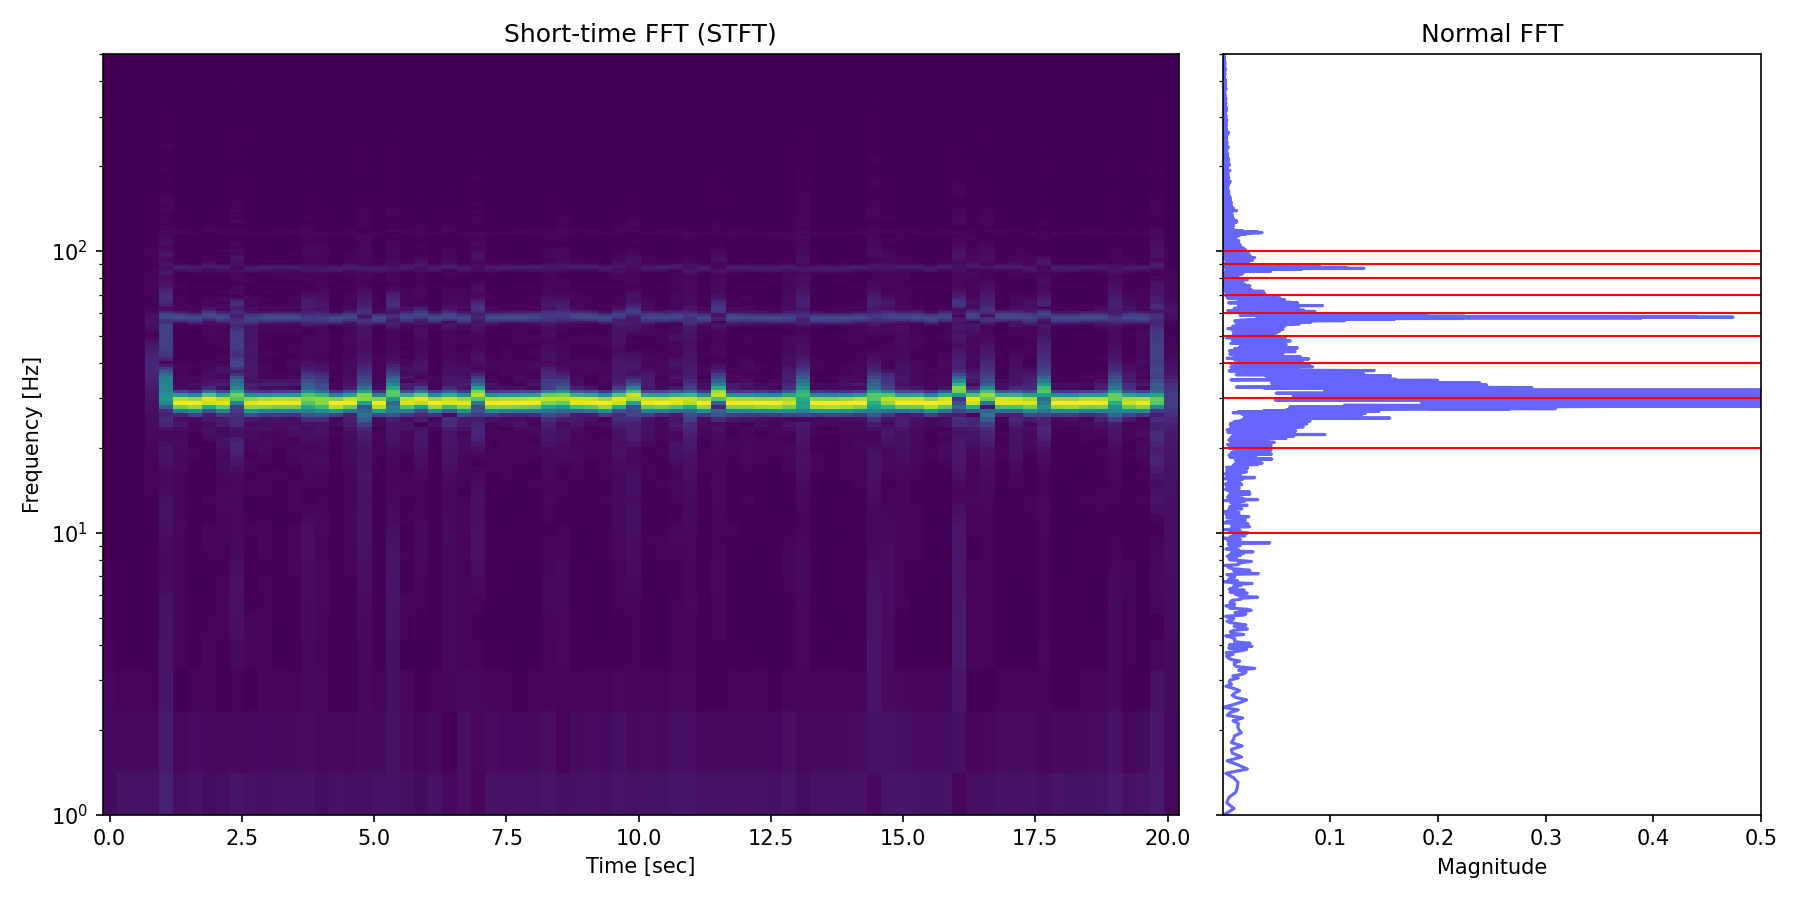 Short-time FFT (STFT)
Normal FFT
Frequency [Hz]
10²
10¹
10⁰
0.0 2.5 5.0 7.5 10.0 12.5 15.0 17.5 20.0
0.1 0.2 0.3 0.4 0.5
Time [sec]
Magnitude